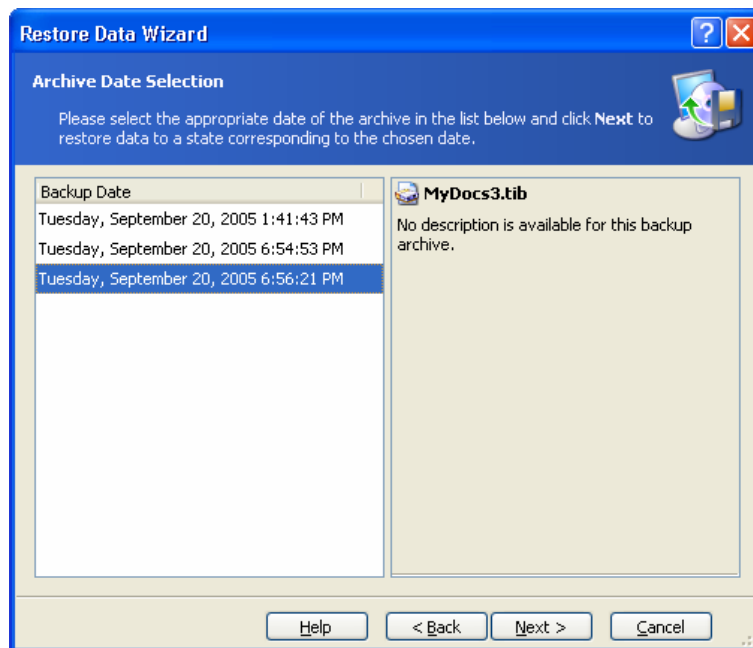 Restore Data Wizard
Archive Date Selection
Please select the appropriate date of the archive in the list below and click Next to
restore data to a state corresponding to the chosen date.
Backup Date
Tuesday, September 20, 2005 1:41:43 PM
Tuesday, September 20, 2005 6:54:53 PM
Tuesday, September 20, 2005 6:56:21 PM
MyDocs3.tib
No description is available for this backup
archive.
Help
< Back
Next >
Cancel